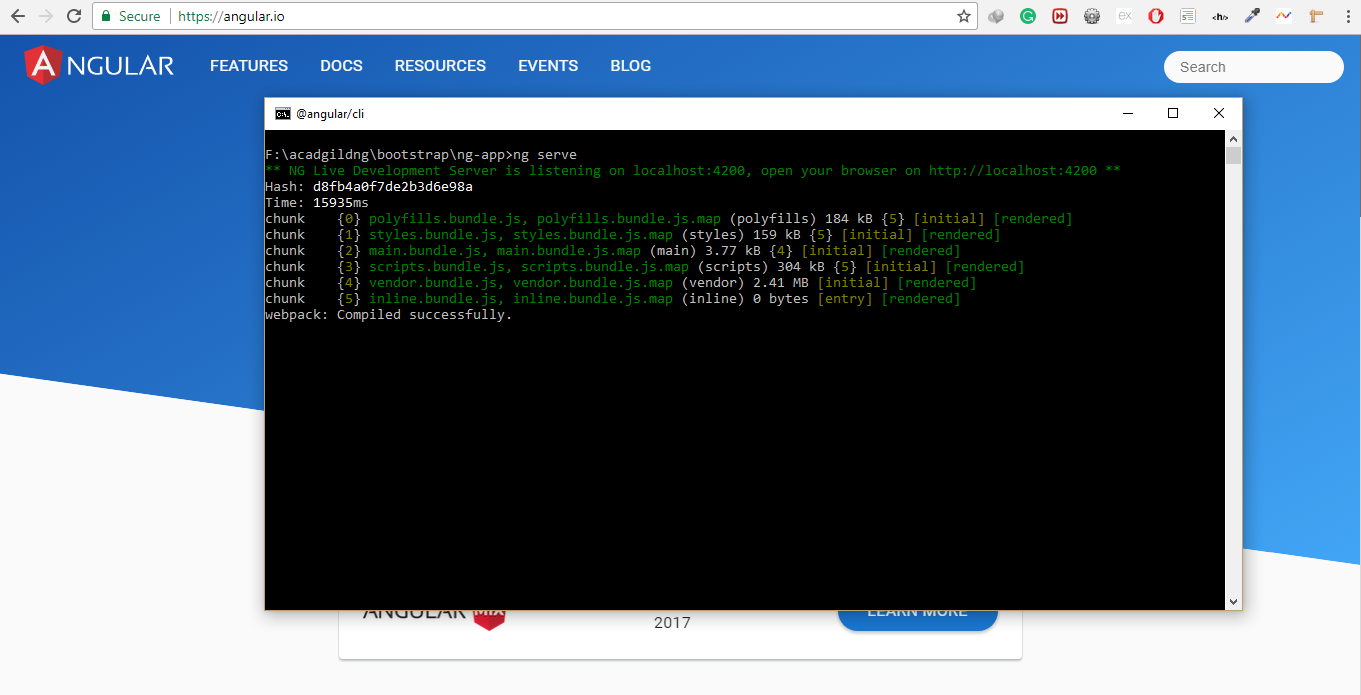 Secure https://angular.io
ANGULAR FEATURES DOCS RESOURCES EVENTS BLOG Search
@angular/cli
F:\acadgildng\bootstrap\ng-app>ng serve
** NG Live Development Server is listening on localhost:4200, open your browser on http://localhost:4200 **
Hash: d8fb4a0f7de2b3d6e98a
Time: 15935ms
chunk    {0} polyfills.bundle.js, polyfills.bundle.js.map (polyfills) 184 kB {5} [initial] [rendered]
chunk    {1} styles.bundle.js, styles.bundle.js.map (styles) 159 kB {5} [initial] [rendered]
chunk    {2} main.bundle.js, main.bundle.js.map (main) 3.77 kB {4} [initial] [rendered]
chunk    {3} scripts.bundle.js, scripts.bundle.js.map (scripts) 304 kB {5} [initial] [rendered]
chunk    {4} vendor.bundle.js, vendor.bundle.js.map (vendor) 2.41 MB [initial] [rendered]
chunk    {5} inline.bundle.js, inline.bundle.js.map (inline) 0 bytes [entry] [rendered]
webpack: Compiled successfully.
ANGULAR LEARN MORE
2017